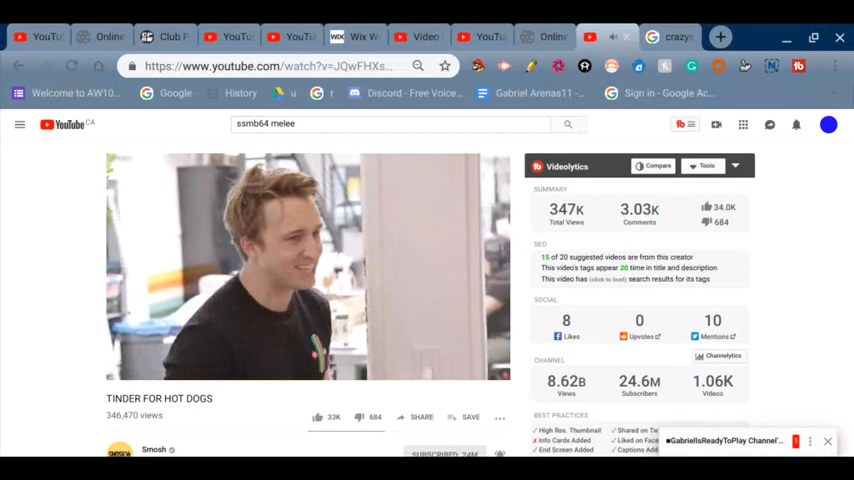 YouTu
Online
Club P
YouTu
YouTu
WIX Wix W
Video
YouTu
Online
crazys
https://www.youtube.com/watch?v=JQwFHXs...
Welcome to AW10...
Google
History
u
r
Discord - Free Voice...
Gabriel Arenas11 - ...
Sign in - Google Ac...
YouTube CA
ssmb64 melee
Videolytics
Compare
Tools
SUMMARY
347K
Total Views
3.03K
Comments
34.0K
684
SEO
15 of 20 suggested videos are from this creator
This video's tags appear 20 time in title and description
This video has (click to load) search results for its tags
SOCIAL
8
Likes
0
Upvotes
10
Mentions
Channelytics
CHANNEL
8.62B
Views
24.6M
Subscribers
1.06K
Videos
BEST PRACTICES
✓ High Res. Thumbnail
✓ Shared on Tw
✗ Info Cards Added
✓ Liked on Face
✓ End Screen Added
✓ Captions Add
TINDER FOR HOT DOGS
346,470 views
33K
684
SHARE
SAVE
...
SMOSH
Smosh
SUBSCRIBED 24M
■GabrielIsReadyToPlay Channel'...
1